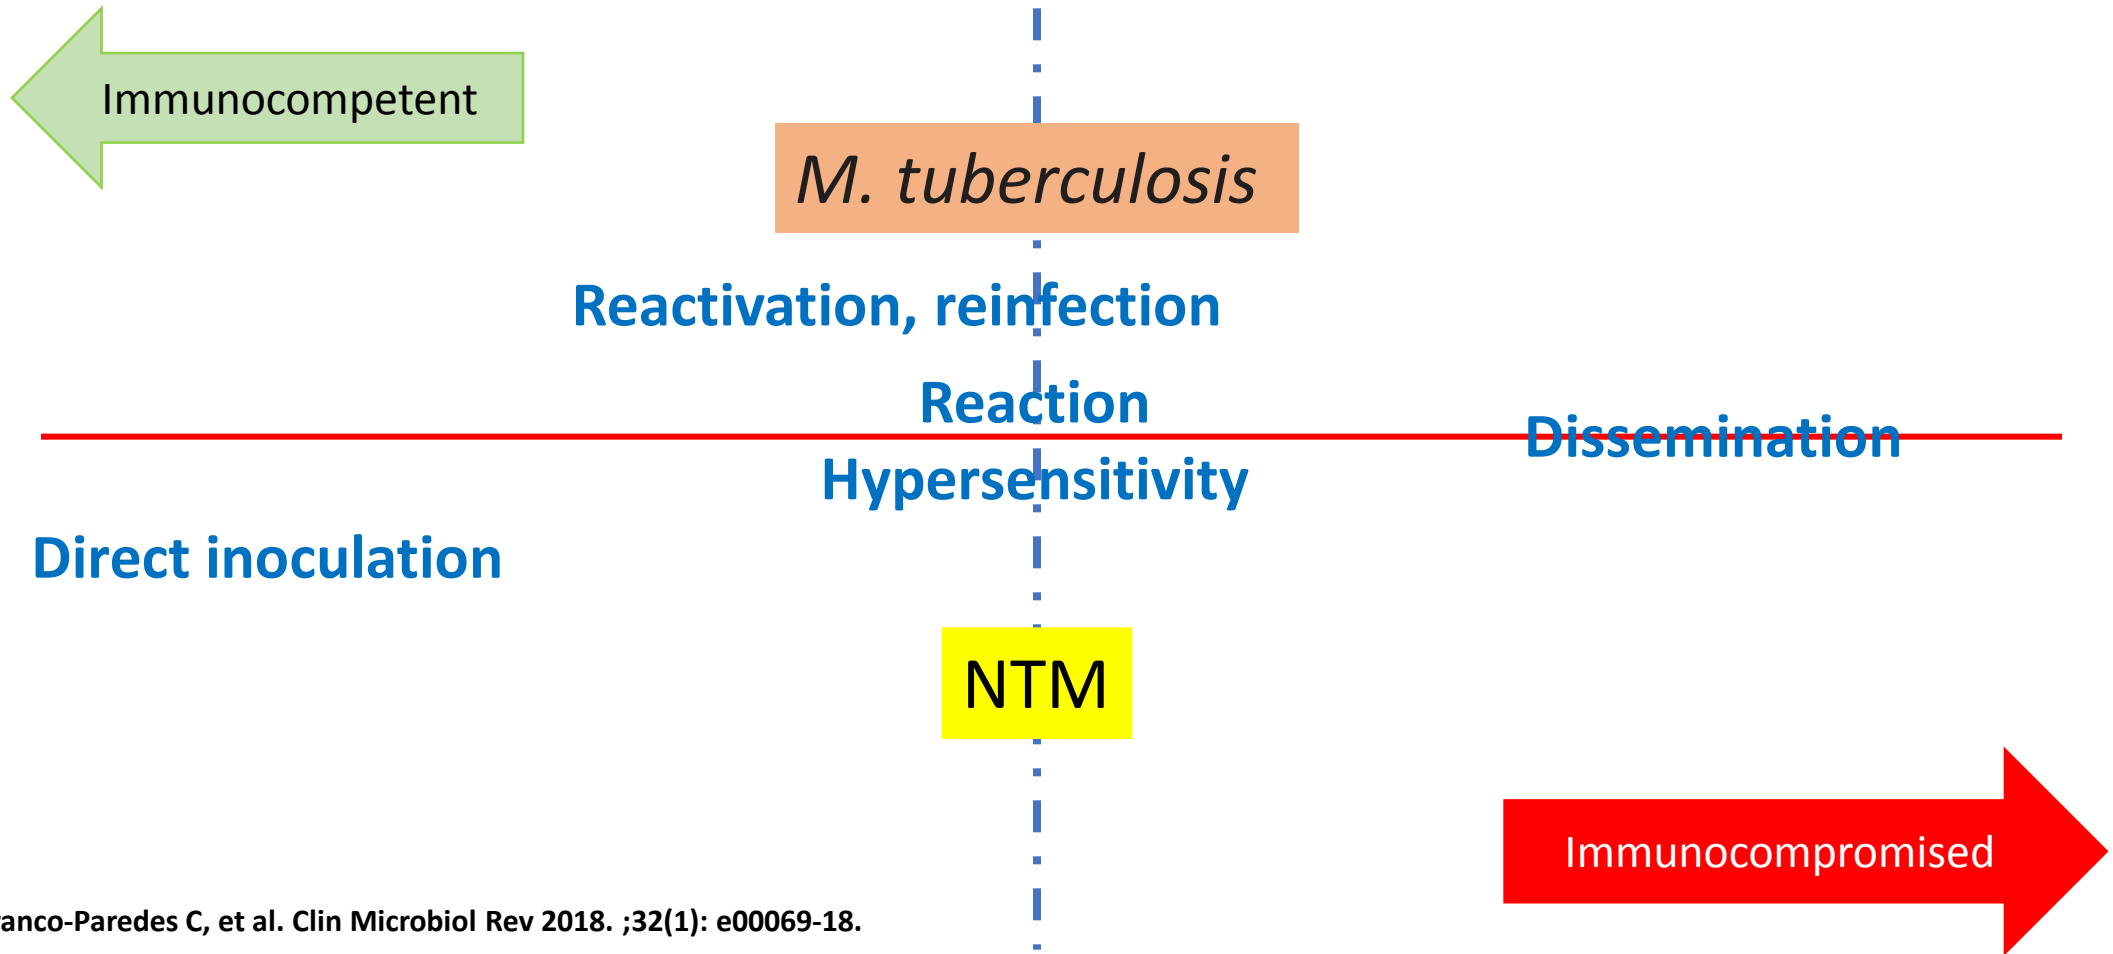 Immunocompetent
M. tuberculosis
Reactivation, reinfection
Reaction
Dissemination
Hypersensitivity
Direct inoculation
NTM
Immunocompromised
ranco-Paredes C, et al. Clin Microbiol Rev 2018. ;32(1): e00069-18.